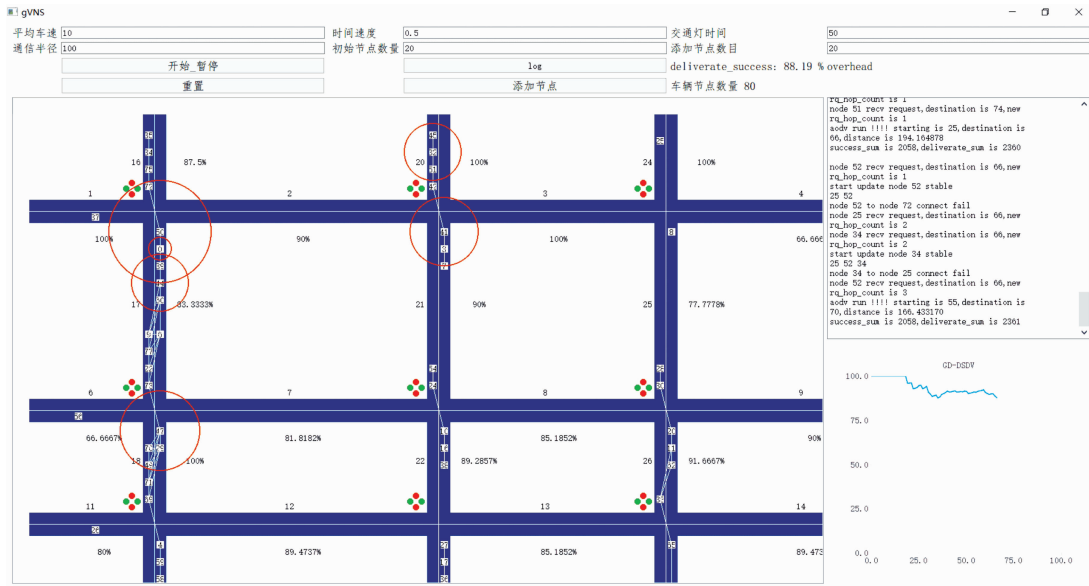 gVNS
平均车速 10 时间速度 0.5 交通灯时间 50
通信半径 100 初始节点数量 20 添加节点数目 20
开始_暂停 log deliverate_success: 88.19 % overhead
重置 添加节点 车辆节点数量 80
rq_hop_count is 1
node 51 recv request,destination is 74,new
rq_hop_count is 1
aodv run !!!! starting is 25,destination is
66,distance is 194.164878
success_sum is 2058,deliverate_sum is 2360
node 52 recv request,destination is 66,new
rq_hop_count is 1
start update node 52 stable
25 52
node 52 to node 72 connect fail
node 25 recv request,destination is 66,new
rq_hop_count is 2
node 34 recv request,destination is 66,new
rq_hop_count is 2
start update node 34 stable
25 52 34
node 34 to node 25 connect fail
node 52 recv request,destination is 66,new
rq_hop_count is 3
aodv run !!!! starting is 55,destination is
70,distance is 166.433170
success_sum is 2058,deliverate_sum is 2361
16 87.5% 20 100% 24 100%
1 2 3 4
100% 90% 100% 66.666
17 83.3333% 21 90% 25 77.7778%
6 7 8 9
66.6667% 81.8182% 85.1852% 90%
18 100% 22 89.2857% 26 91.6667%
11 12 13 14
80% 89.4737% 85.1852% 89.473
GD-DSDV
100.0
75.0
50.0
25.0
0.0
0.0 25.0 50.0 75.0 100.0